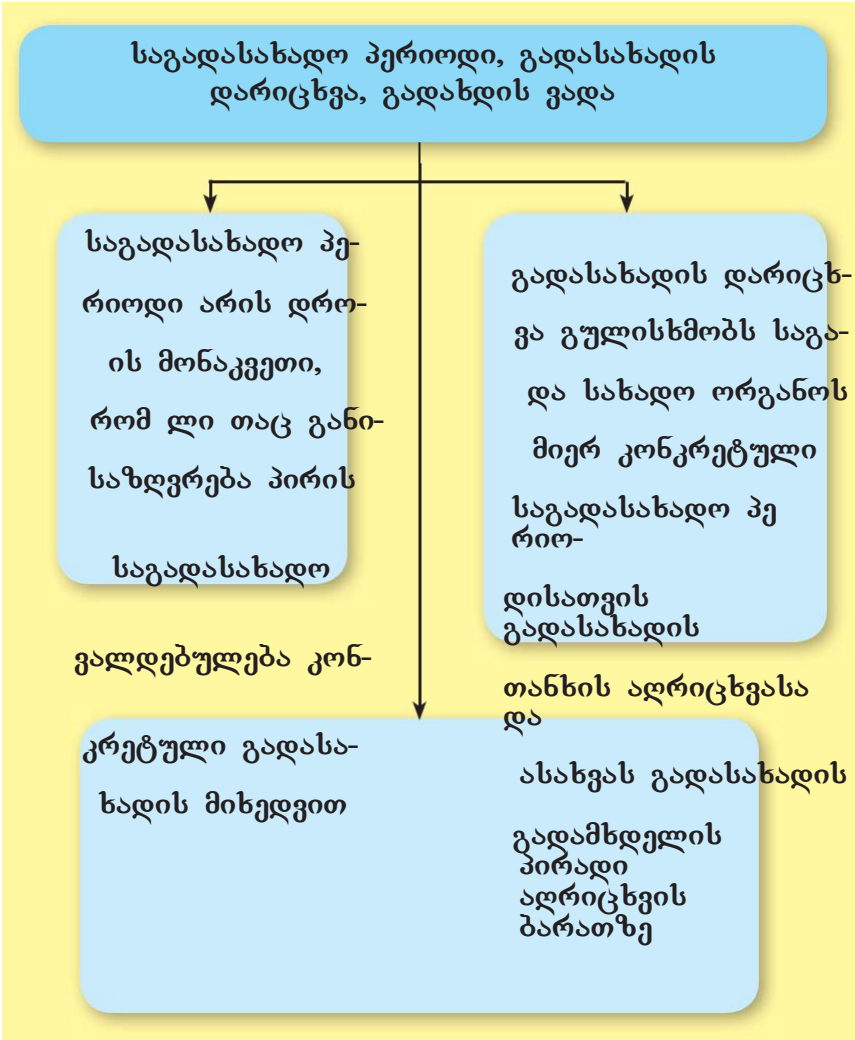 საგადასახადო პერიოდი, გადასახადის
დარიცხვა, გადახდის ვადა
საგადასახადო პე-
რიოდი არის დრო-
ის მონაკვეთი,
რომ ლი თაც განი-
საზღვრება პირის
საგადასახადო
ვალდებულება კონ-
კრეტული გადასა-
ხადის მიხედვით
გადასახადის დარიცხ-
ვა გულისხმობს საგა-
და სახადო ორგანოს
მიერ კონკრეტული
საგადასახადო პე
რიო-
დისათვის
გადასახადის
თანხის აღრიცხვასა
და
ასახვას გადასახადის
გადამხდელის
პირადი
აღრიცხვის
ბარათზე